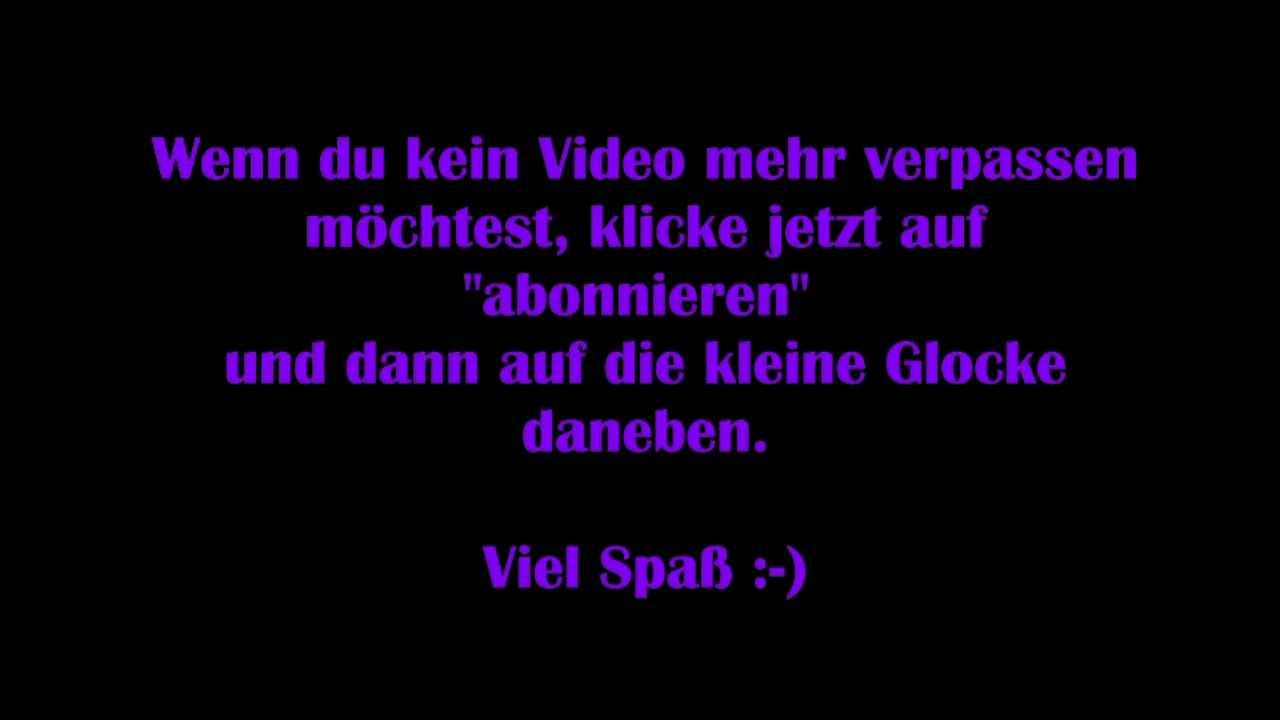 Wenn du kein Video mehr verpassen
möchtest, klicke jetzt auf
"abonnieren"
und dann auf die kleine Glocke
daneben.
Viel Spaß :-)